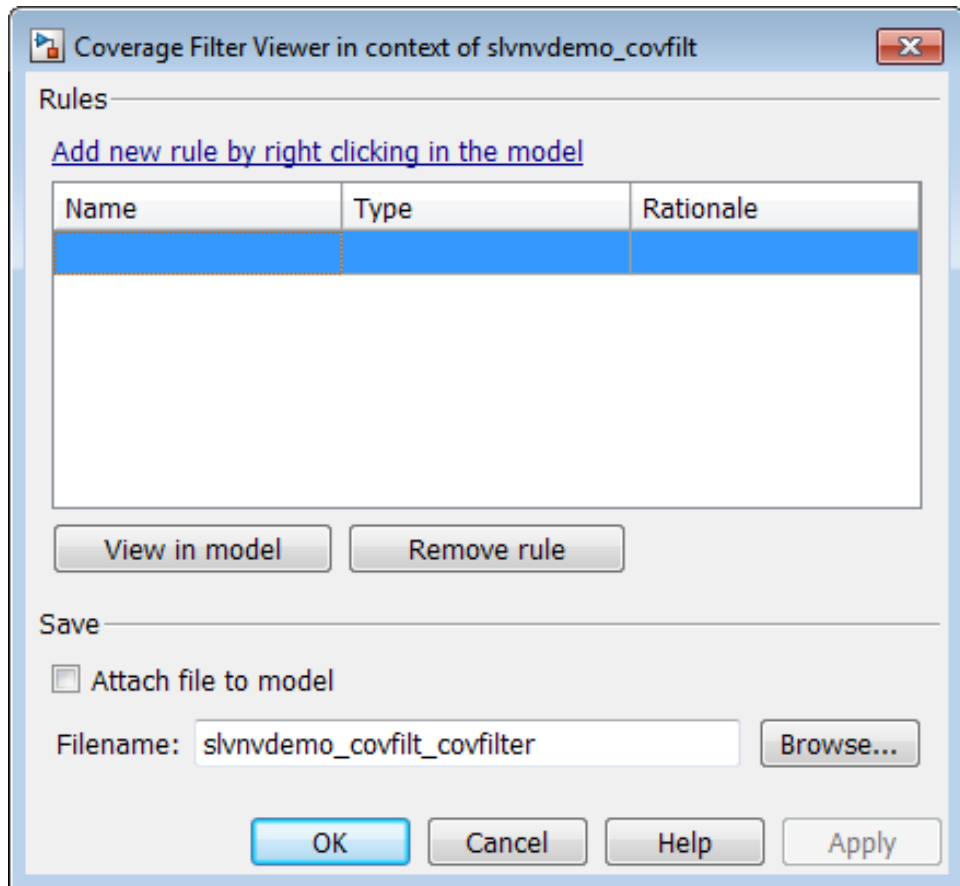 Coverage Filter Viewer in context of slvnvdemo_covfilt
Rules
Add new rule by right clicking in the model
Name Type Rationale
View in model Remove rule
Save
Attach file to model
Filename: slvnvdemo_covfilt_covfilter Browse...
OK Cancel Help Apply